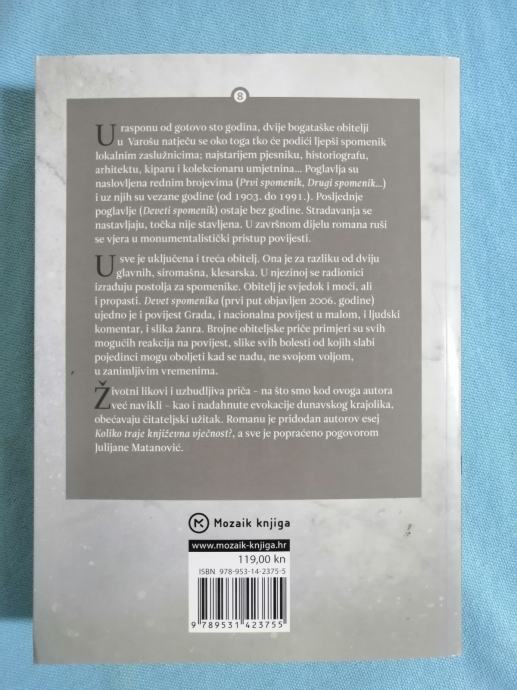 8
U rasponu od gotovo sto godina, dvije bogataške obitelji
u Varošu natječu se oko toga tko će podići ljepši spomenik
lokalnim zaslužnicima; najstarijem pjesniku, historiografu,
arhitektu, kiparu i kolekcionaru umjetnina... Poglavlja su
naslovljena rednim brojevima (Prvi spomenik, Drugi spomenik...)
i uz njih su vezane godine (od 1903. do 1991.). Posljednje
poglavlje (Deveti spomenik) ostaje bez godine. Stradavanja se
nastavljaju, točka nije stavljena. U završnom dijelu romana ruši
se vjera u monumentalistički pristup povijesti.
U sve je uključena i treća obitelj. Ona je za razliku od dviju
glavnih, siromašna, klesarska. U njezinoj se radionici
izrađuju postolja za spomenike. Obitelj je svjedok i moći, ali
i propasti. Devet spomenika (prvi put objavljen 2006. godine)
ujedno je i povijest Grada, i nacionalna povijest u malom, i ljudski
komentar, i slika žanra. Brojne obiteljske priče primjeri su svih
mogućih reakcija na povijest, slike svih bolesti od kojih slabi
pojedinci mogu oboljeti kad se nađu, ne svojom voljom,
u zanimljivim vremenima.
Životni likovi i uzbudljiva priča – na što smo kod ovoga autora
već navikli – kao i nadahnute evokacije dunavskog krajolika,
obećavaju čitateljski užitak. Romanu je pridodan autorov esej
Koliko traje književna vječnost?, a sve je popraćeno pogovorom
Julijane Matanović.
Mozaik knjiga
www.mozaik-knjiga.hr
119,00 kn
ISBN 978-953-14-2375-5
9 789531 423755